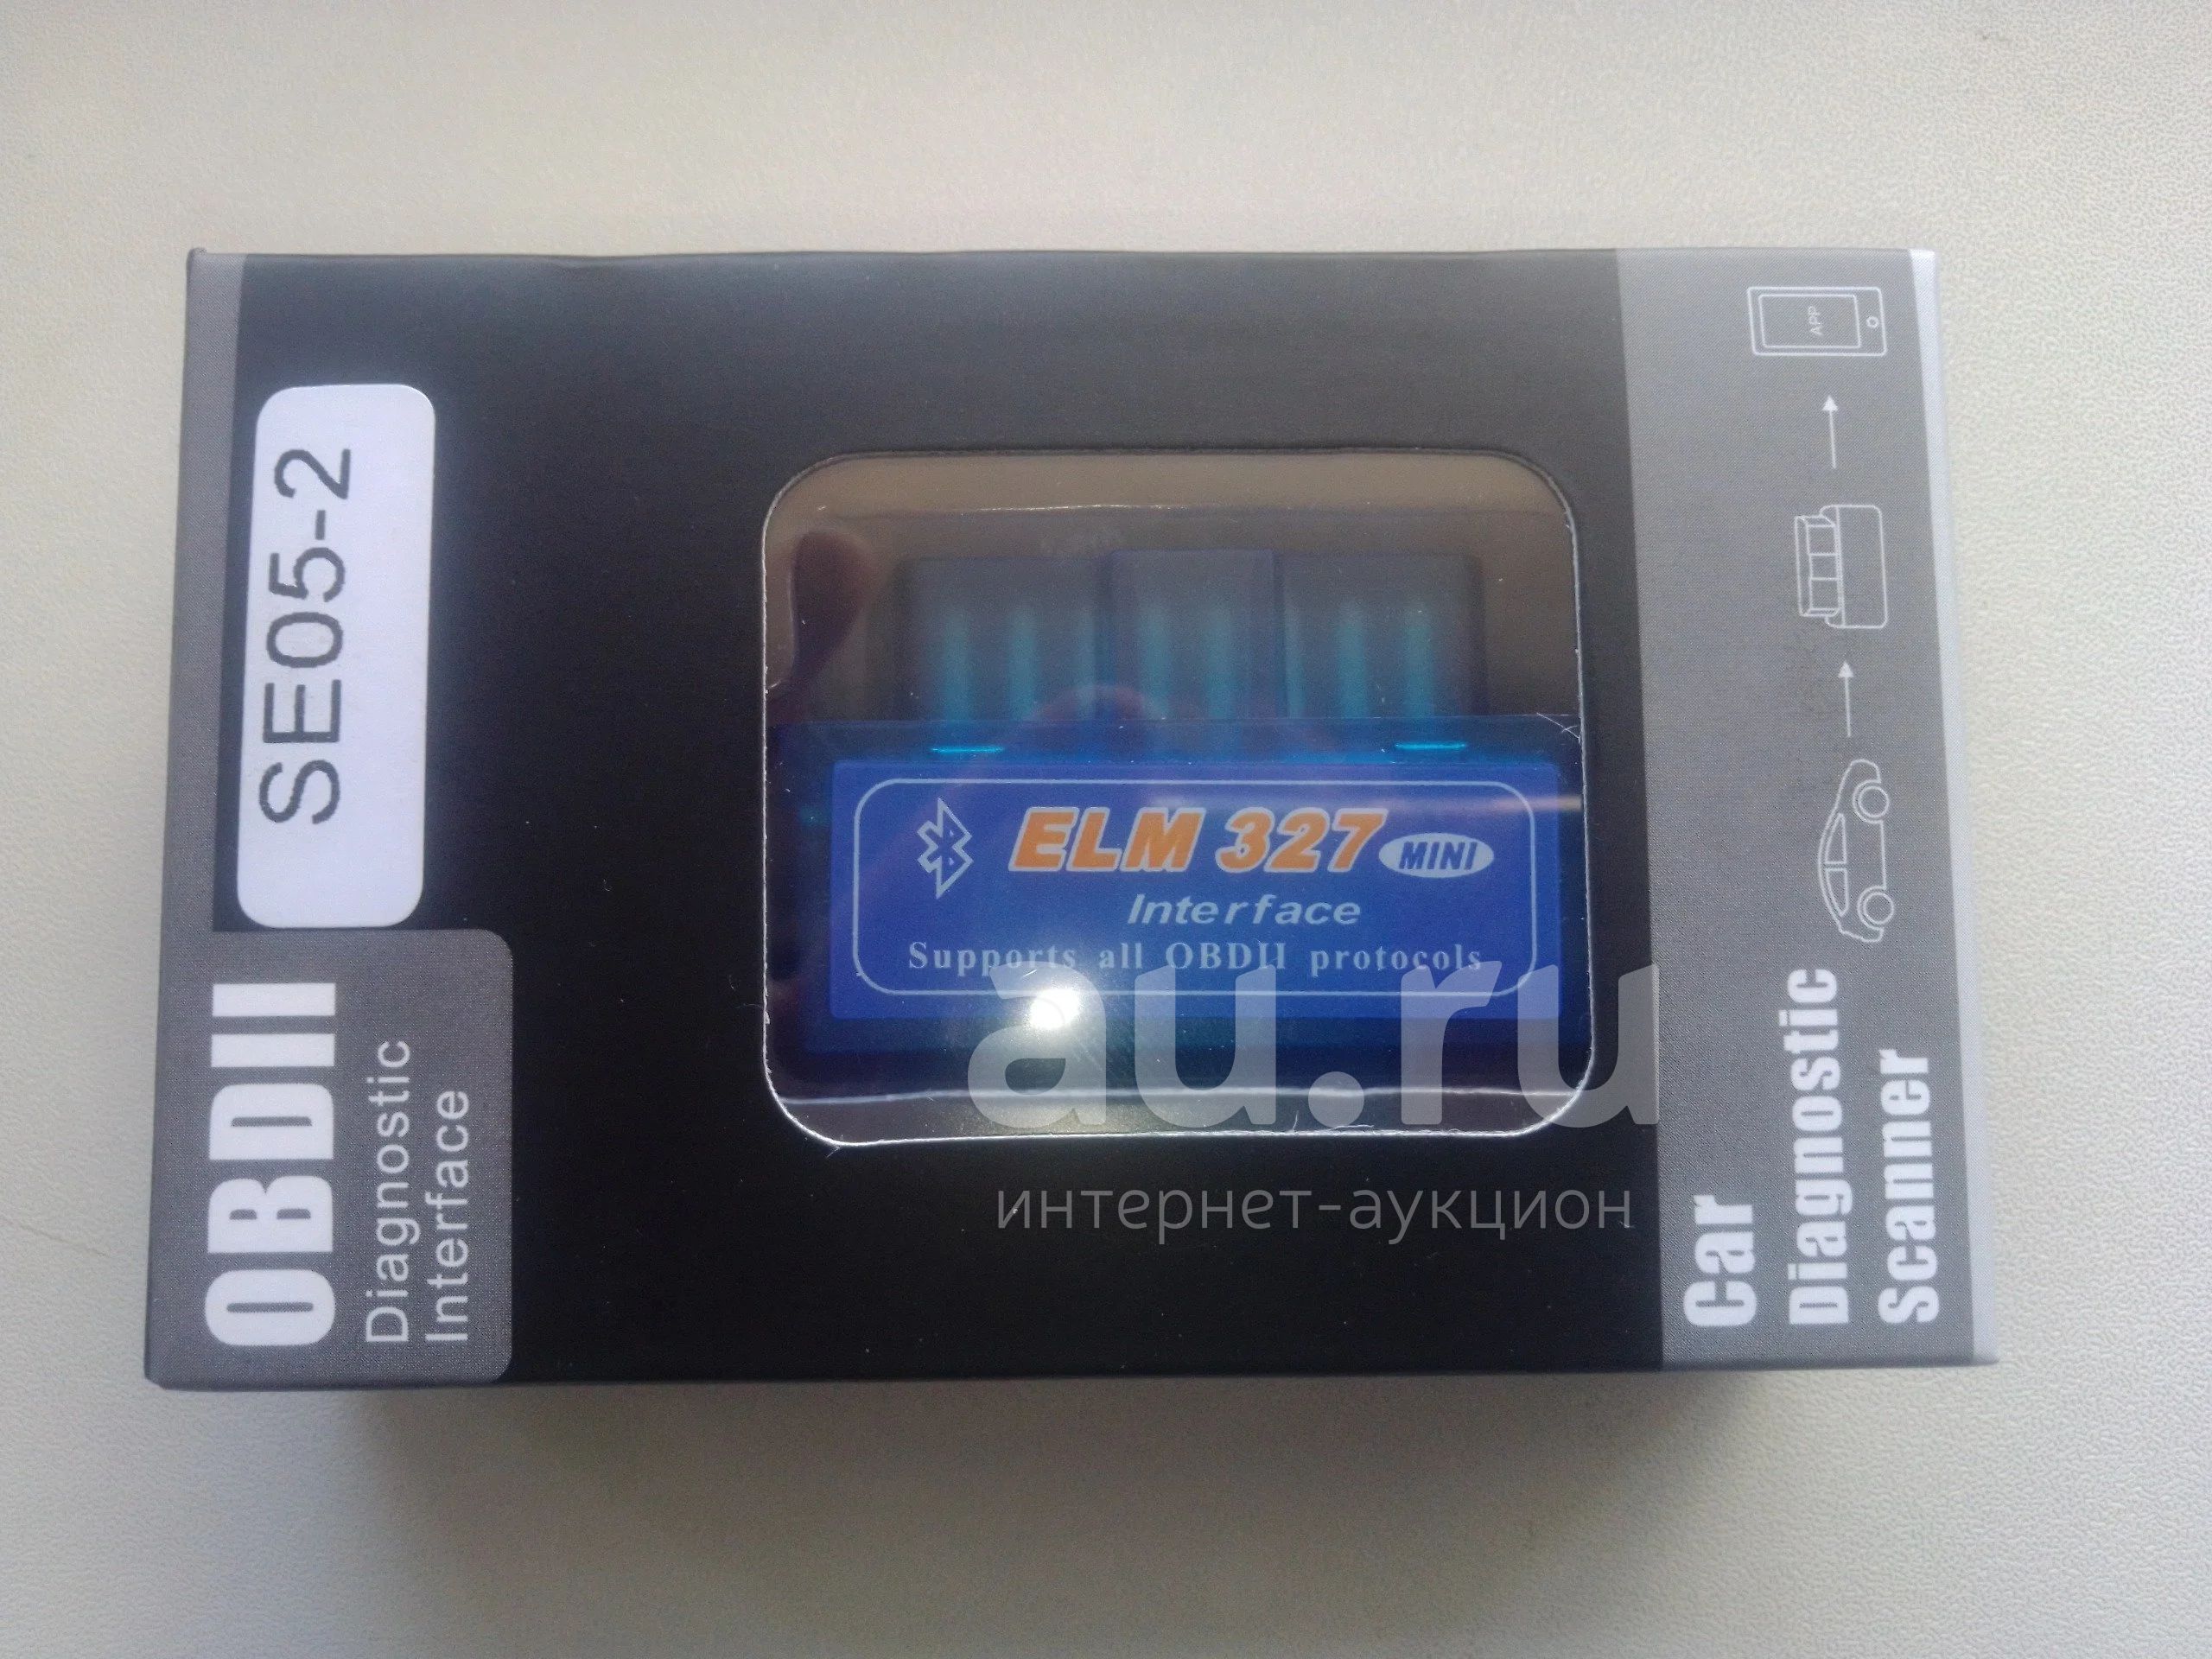 SE05-2
OBDII
Diagnostic
Interface
ELM 327 MINI
Interface
Supports all OBDII protocols
au.ru
интернет-аукцион
APP
Car
Diagnostic
Scanner